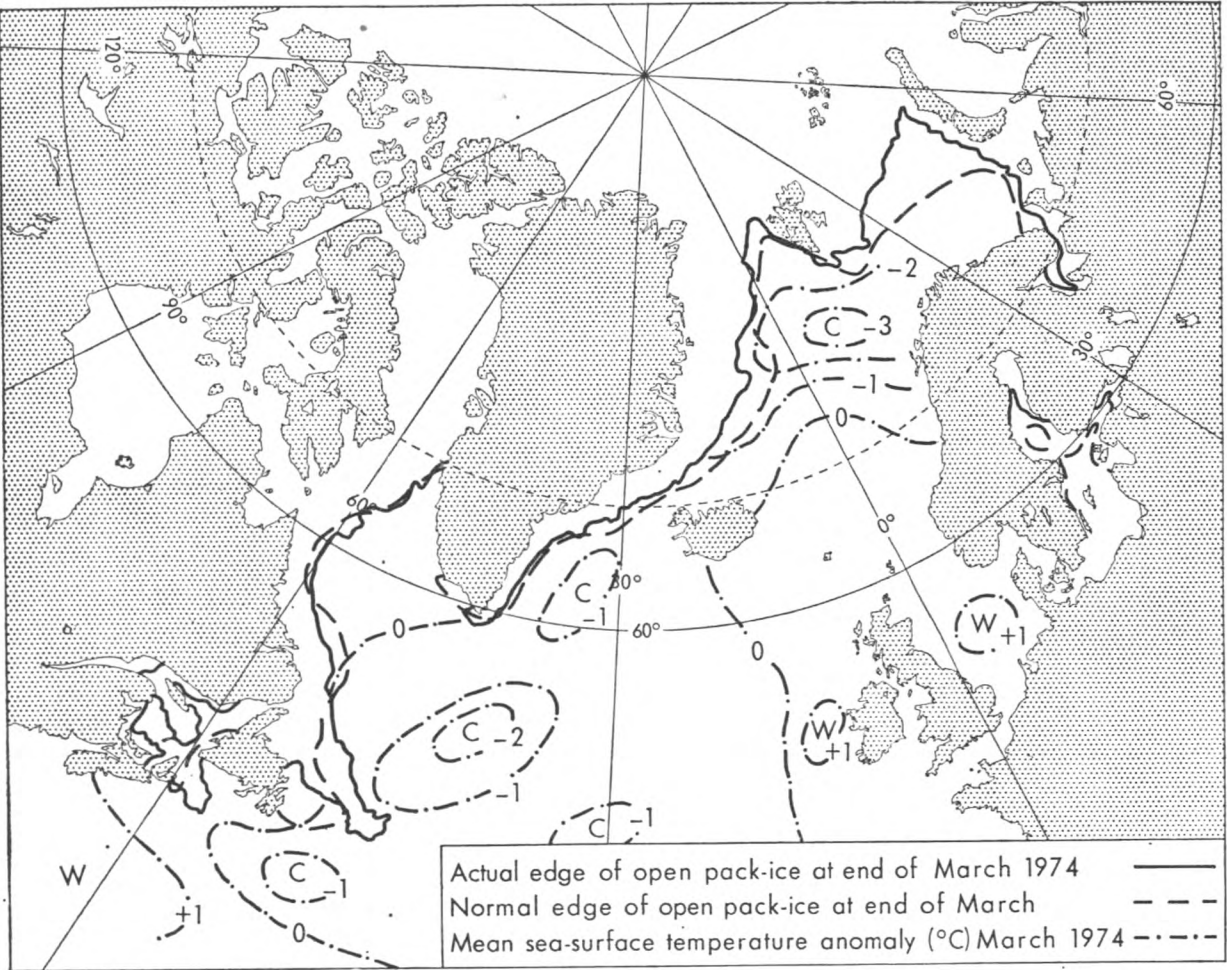 120°
60°
90°
-2
C -3
-1
0
30°
60°
0°
C
-1
30°
60°
0
0
W +1
W +1
C -2
-1
C -1
C
-1
W
+1
0
Actual edge of open pack-ice at end of March 1974
Normal edge of open pack-ice at end of March
Mean sea-surface temperature anomaly (°C) March 1974